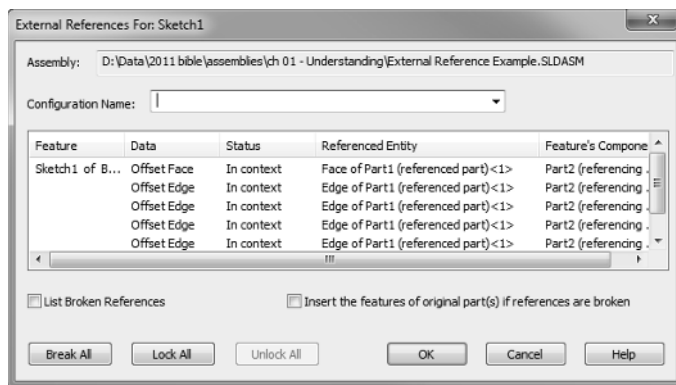 External References For: Sketch1
Assembly: D:\Data\2011 bible\assemblies\ch 01 - Understanding\External Reference Example.SLDASM
Configuration Name:
Feature Data Status Referenced Entity Feature's Compone
Sketch1 of B... Offset Face In context Face of Part1 (referenced part)<1> Part2 (referencing .
Offset Edge In context Edge of Part1 (referenced part)<1> Part2 (referencing .
Offset Edge In context Edge of Part1 (referenced part)<1> Part2 (referencing .
Offset Edge In context Edge of Part1 (referenced part)<1> Part2 (referencing .
Offset Edge In context Edge of Part1 (referenced part)<1> Part2 (referencing .
List Broken References Insert the features of original part(s) if references are broken
Break All Lock All Unlock All OK Cancel Help